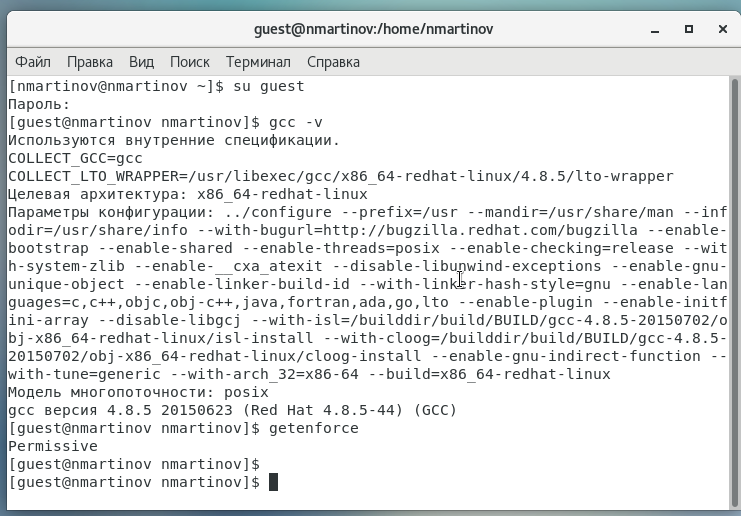 guest@nmartinov:/home/nmartinov
Файл Правка Вид Поиск Терминал Справка
[nmartinov@nmartinov ~]$ su guest
Пароль:
[guest@nmartinov nmartinov]$ gcc -v
Используются внутренние спецификации.
COLLECT_GCC=gcc
COLLECT_LTO_WRAPPER=/usr/libexec/gcc/x86_64-redhat-linux/4.8.5/lto-wrapper
Целевая архитектура: x86_64-redhat-linux
Параметры конфигурации: ../configure --prefix=/usr --mandir=/usr/share/man --inf
odir=/usr/share/info --with-bugurl=http://bugzilla.redhat.com/bugzilla --enable-
bootstrap --enable-shared --enable-threads=posix --enable-checking=release --wit
h-system-zlib --enable-__cxa_atexit --disable-libunwind-exceptions --enable-gnu-
unique-object --enable-linker-build-id --with-linker-hash-style=gnu --enable-lan
guages=c,c++,objc,obj-c++,java,fortran,ada,go,lto --enable-plugin --enable-initf
ini-array --disable-libgcj --with-isl=/builddir/build/BUILD/gcc-4.8.5-20150702/o
bj-x86_64-redhat-linux/isl-install --with-cloog=/builddir/build/BUILD/gcc-4.8.5-
20150702/obj-x86_64-redhat-linux/cloog-install --enable-gnu-indirect-function --
with-tune=generic --with-arch_32=x86-64 --build=x86_64-redhat-linux
Модель многопоточности: posix
gcc версия 4.8.5 20150623 (Red Hat 4.8.5-44) (GCC)
[guest@nmartinov nmartinov]$ getenforce
Permissive
[guest@nmartinov nmartinov]$
[guest@nmartinov nmartinov]$